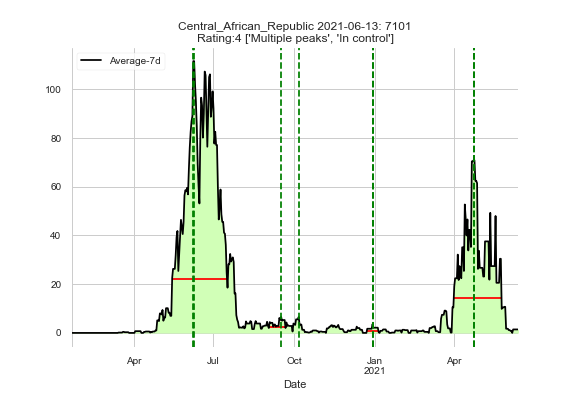 Central_African_Republic 2021-06-13: 7101
Rating:4 ['Multiple peaks', 'In control']
Average-7d
100
80
60
40
20
0
Apr
Jul
Oct
Jan
2021
Apr
Date